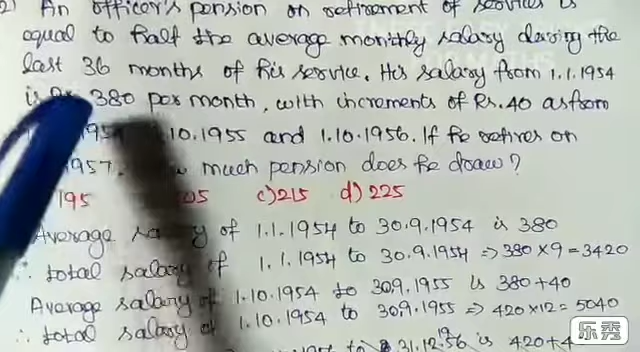 2) An officer's pension on retirement of services is
equal to half the average monthly salary during the
last 36 months of his service. His salary from 1.1.1954
is Rs. 380 per month, with increments of Rs. 40 as from
1954 .10.1955 and 1.10.1956. If he retires on
1957. much pension does he draw?
195 05 c) 215 d) 225
Average salary of 1.1.1954 to 30.9.1954 is 380
∴ total salary of 1.1.1954 to 30.9.1954 => 380 × 9 = 3420
Average salary of 1.10.1954 to 30.9.1955 is 380+40
∴ total salary of 1.10.1954 to 30.9.1955 => 420×12 = 5040
to 31.12.56 is 420+4
乐秀